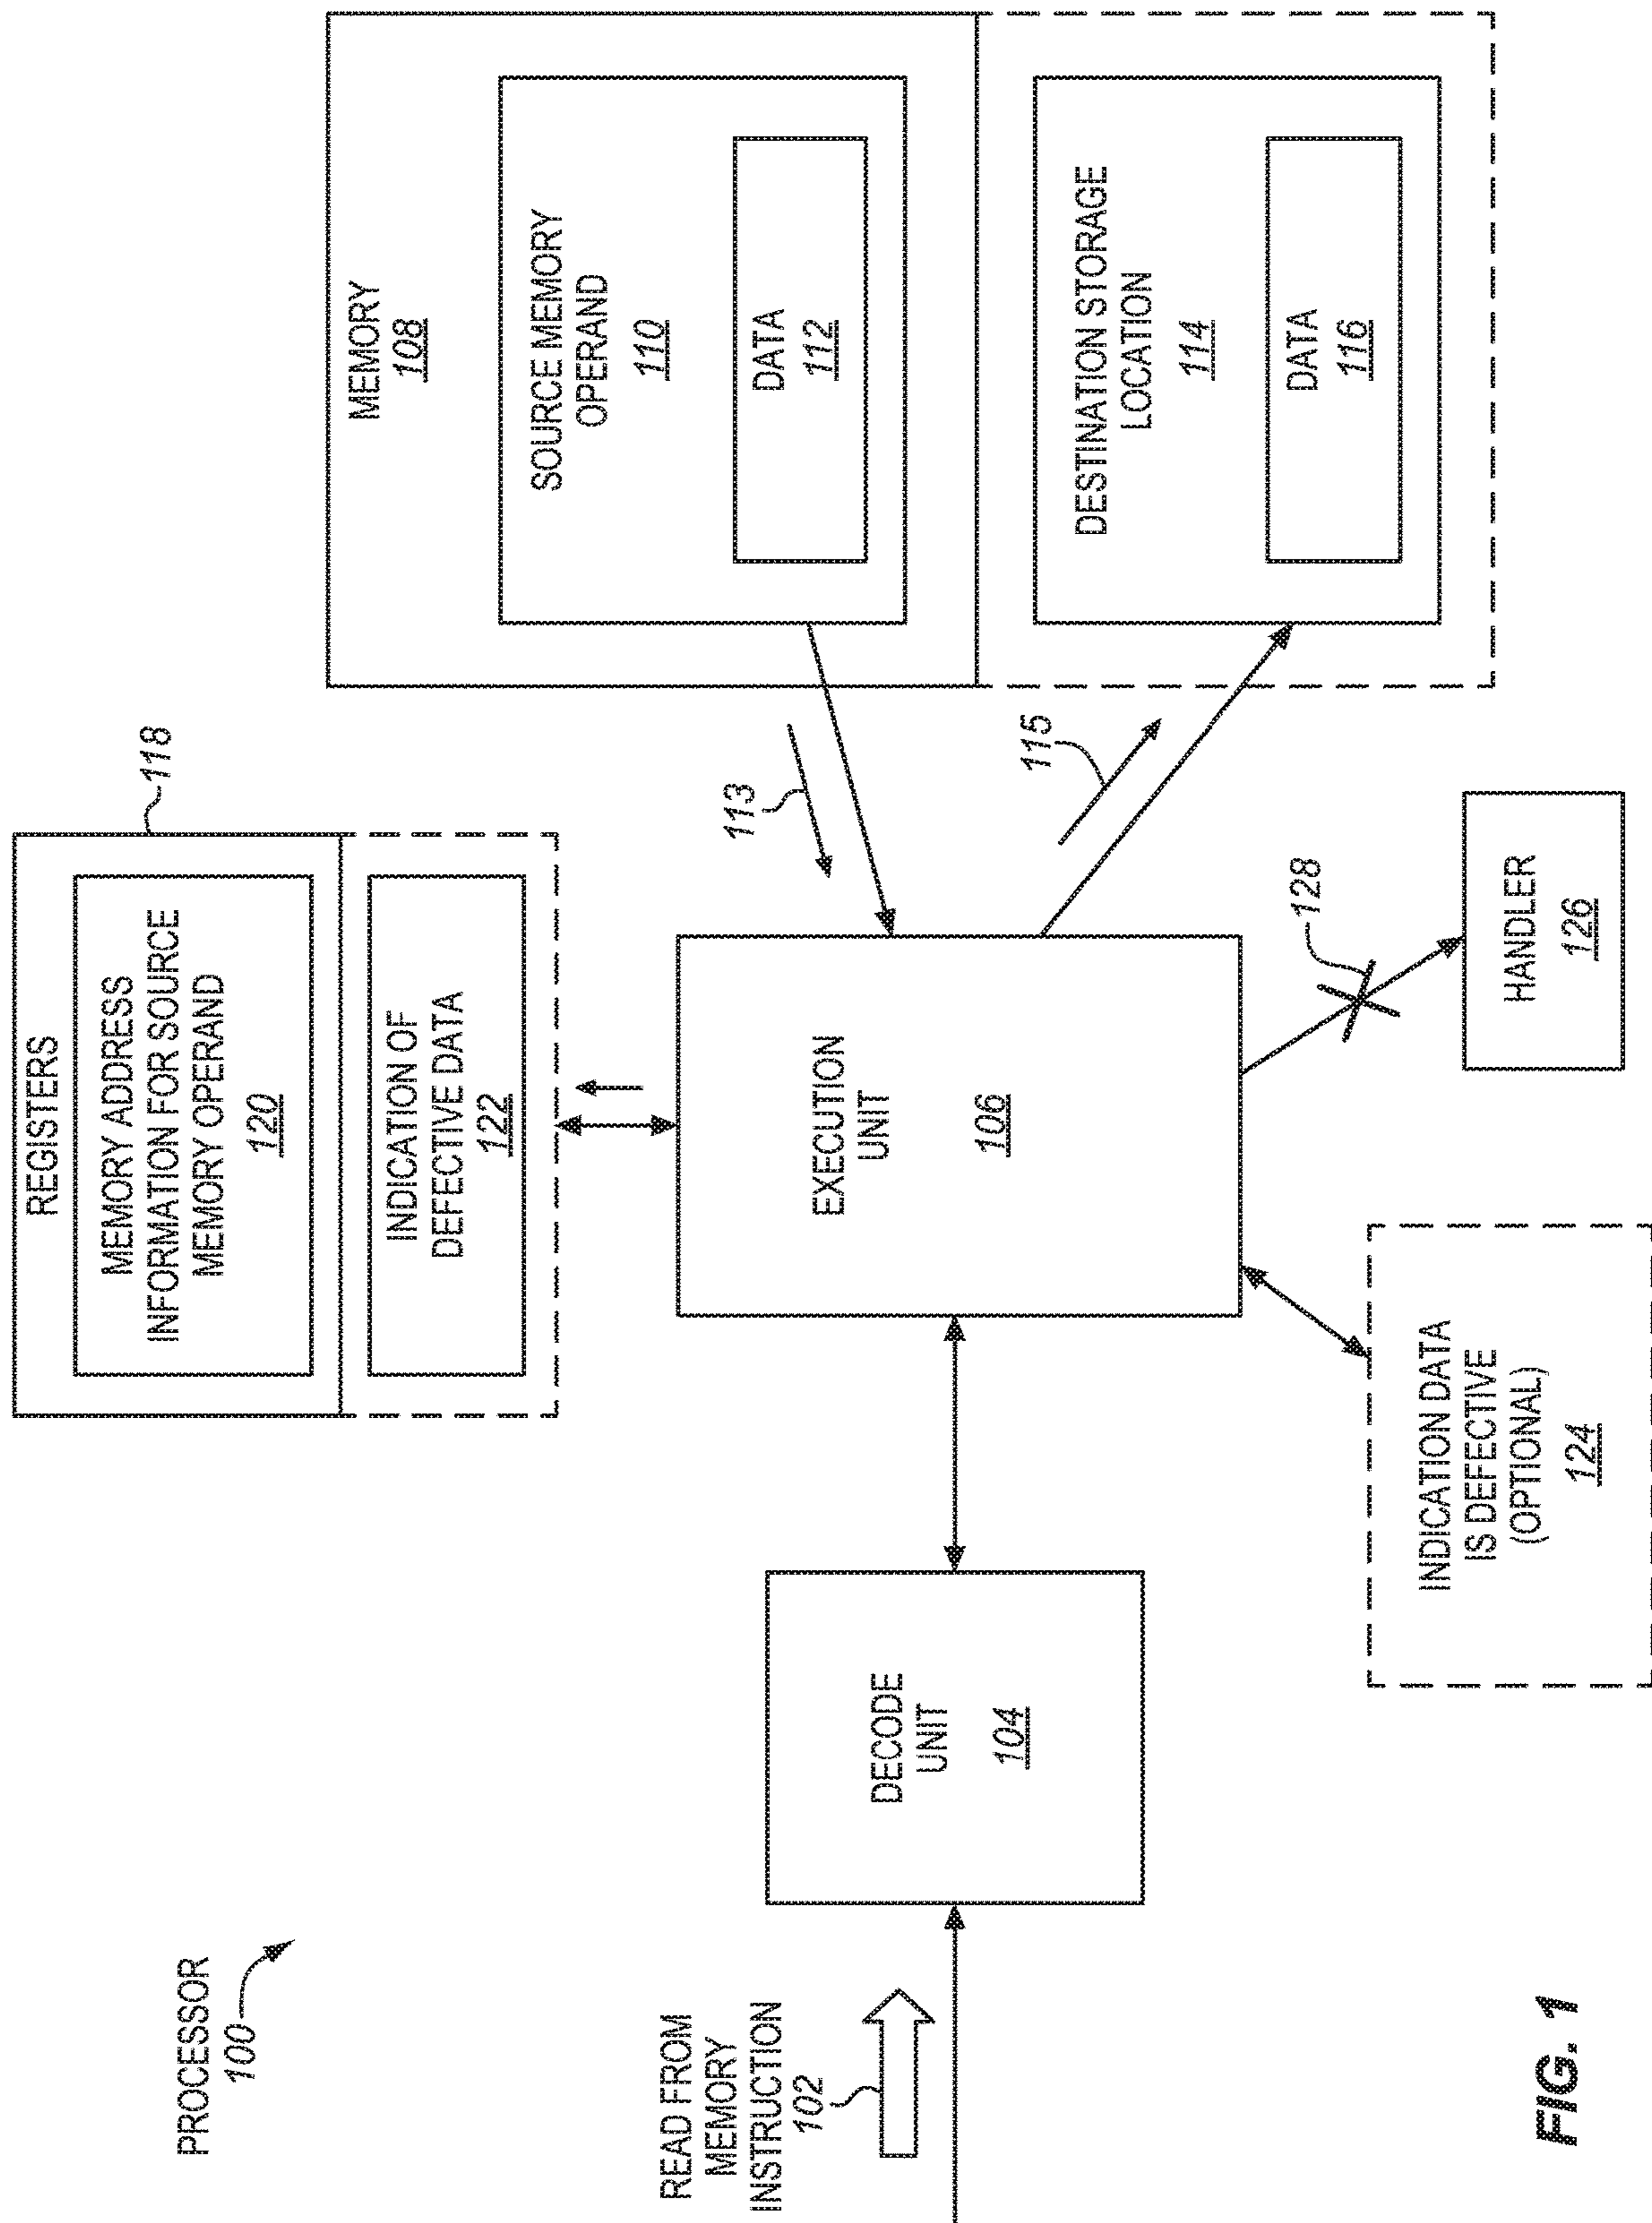 PROCESSOR
100
READ FROM
MEMORY
INSTRUCTION
102
DECODE
UNIT
104
REGISTERS
118
MEMORY ADDRESS
INFORMATION FOR SOURCE
MEMORY OPERAND
120
INDICATION OF
DEFECTIVE DATA
122
EXECUTION
UNIT
106
INDICATION DATA
IS DEFECTIVE
(OPTIONAL)
124
113
115
128
HANDLER
126
MEMORY
108
SOURCE MEMORY
OPERAND
110
DATA
112
DESTINATION STORAGE
LOCATION
114
DATA
116
FIG. 1